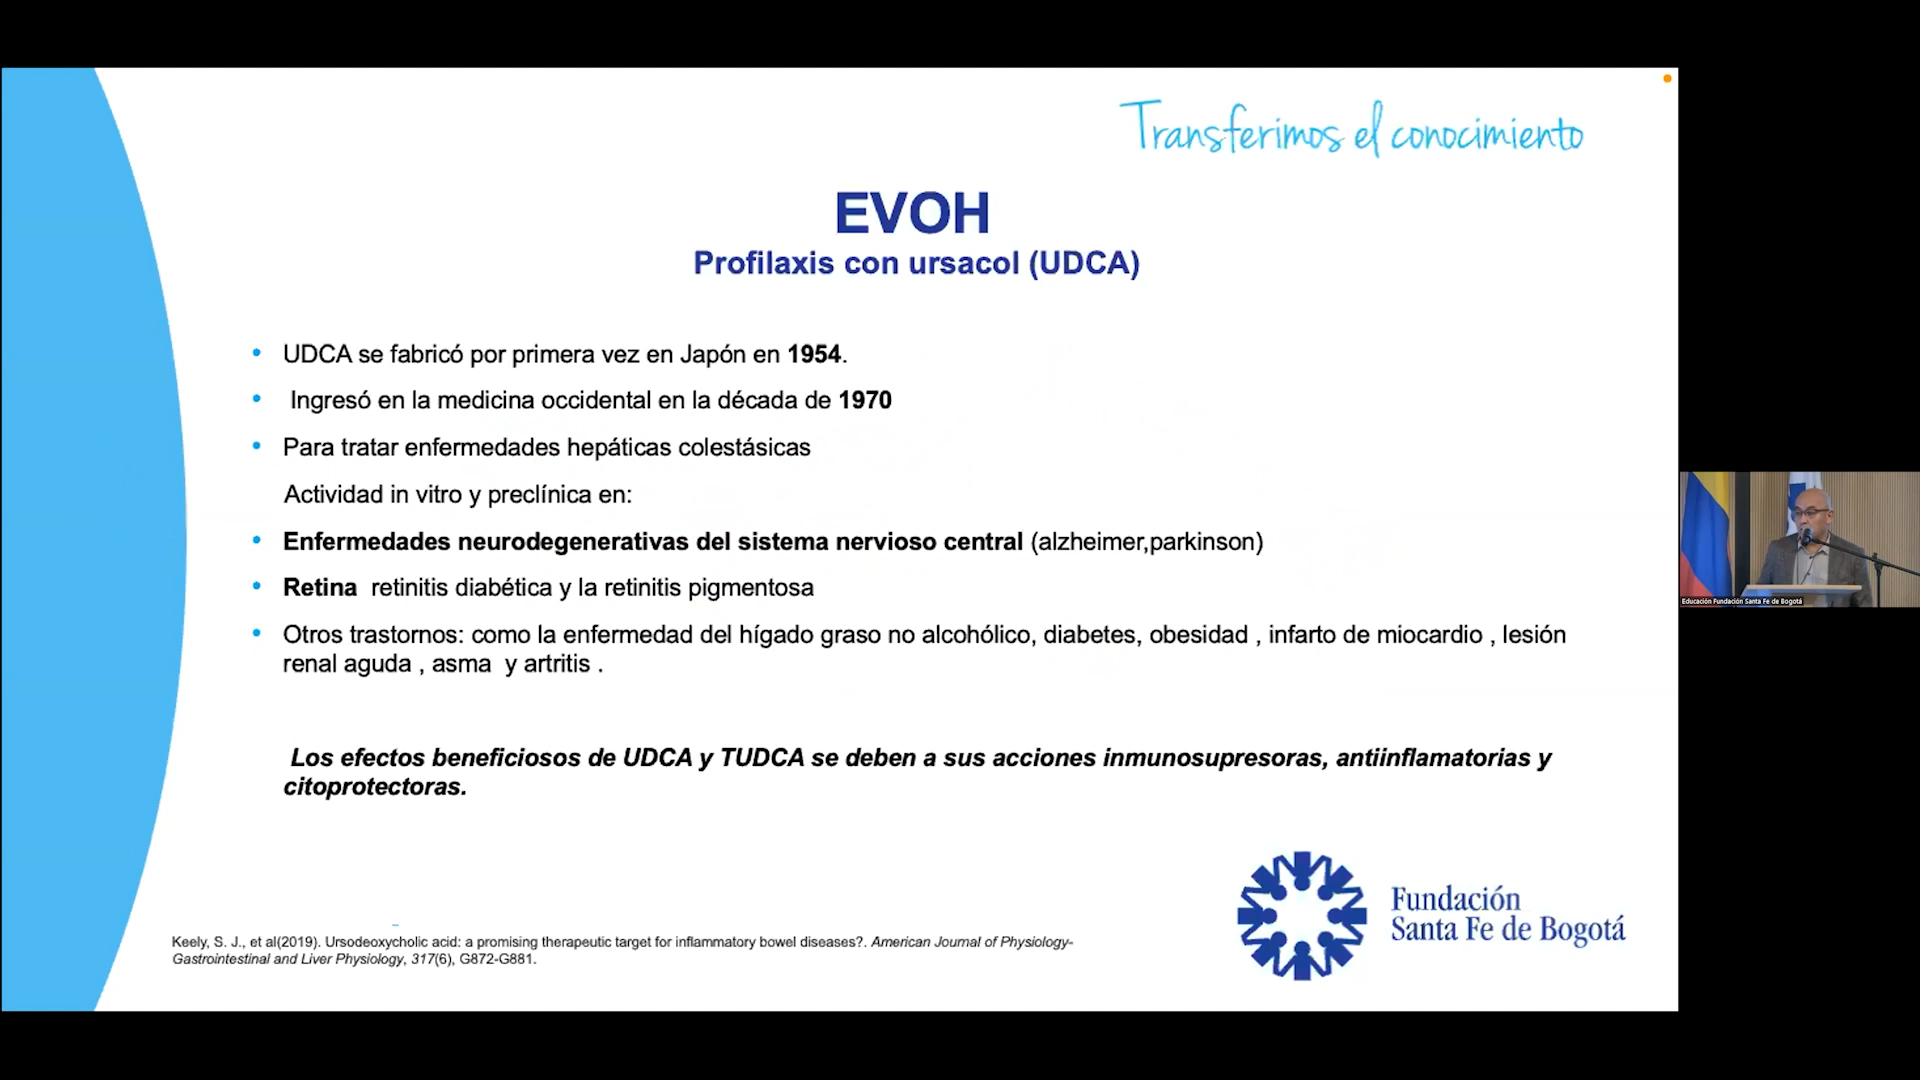 Transferimos el conocimiento
EVOH
Profilaxis con ursacol (UDCA)
• UDCA se fabricó por primera vez en Japón en 1954.
• Ingresó en la medicina occidental en la década de 1970
• Para tratar enfermedades hepáticas colestásicas
Actividad in vitro y preclínica en:
• Enfermedades neurodegenerativas del sistema nervioso central (alzheimer,parkinson)
• Retina retinitis diabética y la retinitis pigmentosa
• Otros trastornos: como la enfermedad del hígado graso no alcohólico, diabetes, obesidad , infarto de miocardio , lesión
renal aguda , asma y artritis .
Los efectos beneficiosos de UDCA y TUDCA se deben a sus acciones inmunosupresoras, antiinflamatorias y
citoprotectoras.
Keely, S. J., et al(2019). Ursodeoxycholic acid: a promising therapeutic target for inflammatory bowel diseases?. American Journal of Physiology-
Gastrointestinal and Liver Physiology, 317(6), G872-G881.
Fundación
Santa Fe de Bogotá
Educación Fundación Santa Fe de Bogotá